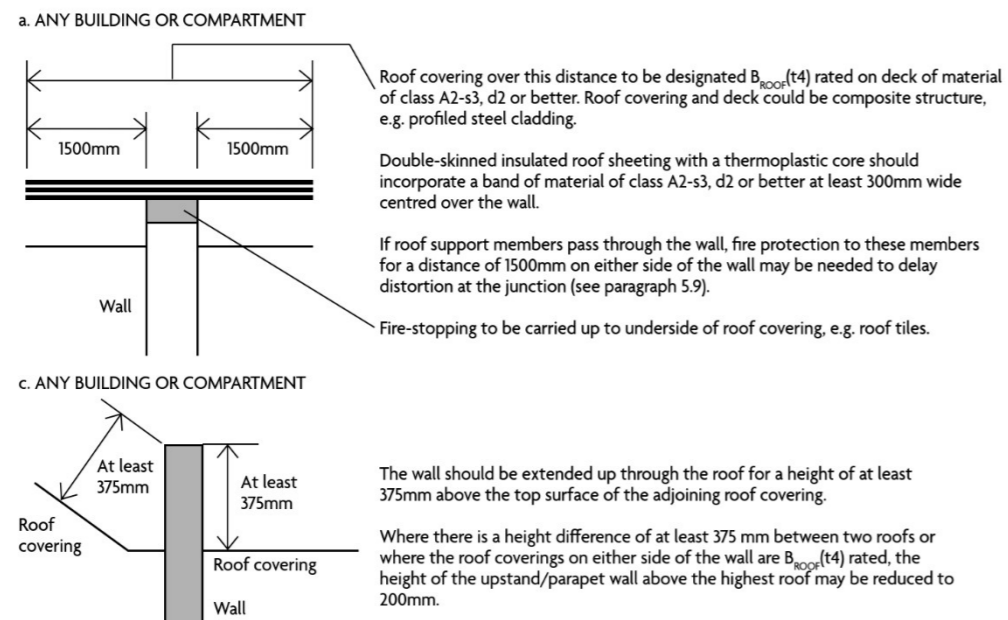 a. ANY BUILDING OR COMPARTMENT
1500mm
1500mm
Wall
Roof covering over this distance to be designated BROOF(t4) rated on deck of material
of class A2-s3, d2 or better. Roof covering and deck could be composite structure,
e.g. profiled steel cladding.
Double-skinned insulated roof sheeting with a thermoplastic core should
incorporate a band of material of class A2-s3, d2 or better at least 300mm wide
centred over the wall.
If roof support members pass through the wall, fire protection to these members
for a distance of 1500mm on either side of the wall may be needed to delay
distortion at the junction (see paragraph 5.9).
Fire-stopping to be carried up to underside of roof covering, e.g. roof tiles.
c. ANY BUILDING OR COMPARTMENT
At least
375mm
At least
375mm
Roof
covering
Roof covering
Wall
The wall should be extended up through the roof for a height of at least
375mm above the top surface of the adjoining roof covering.
Where there is a height difference of at least 375 mm between two roofs or
where the roof coverings on either side of the wall are BROOF(t4) rated, the
height of the upstand/parapet wall above the highest roof may be reduced to
200mm.